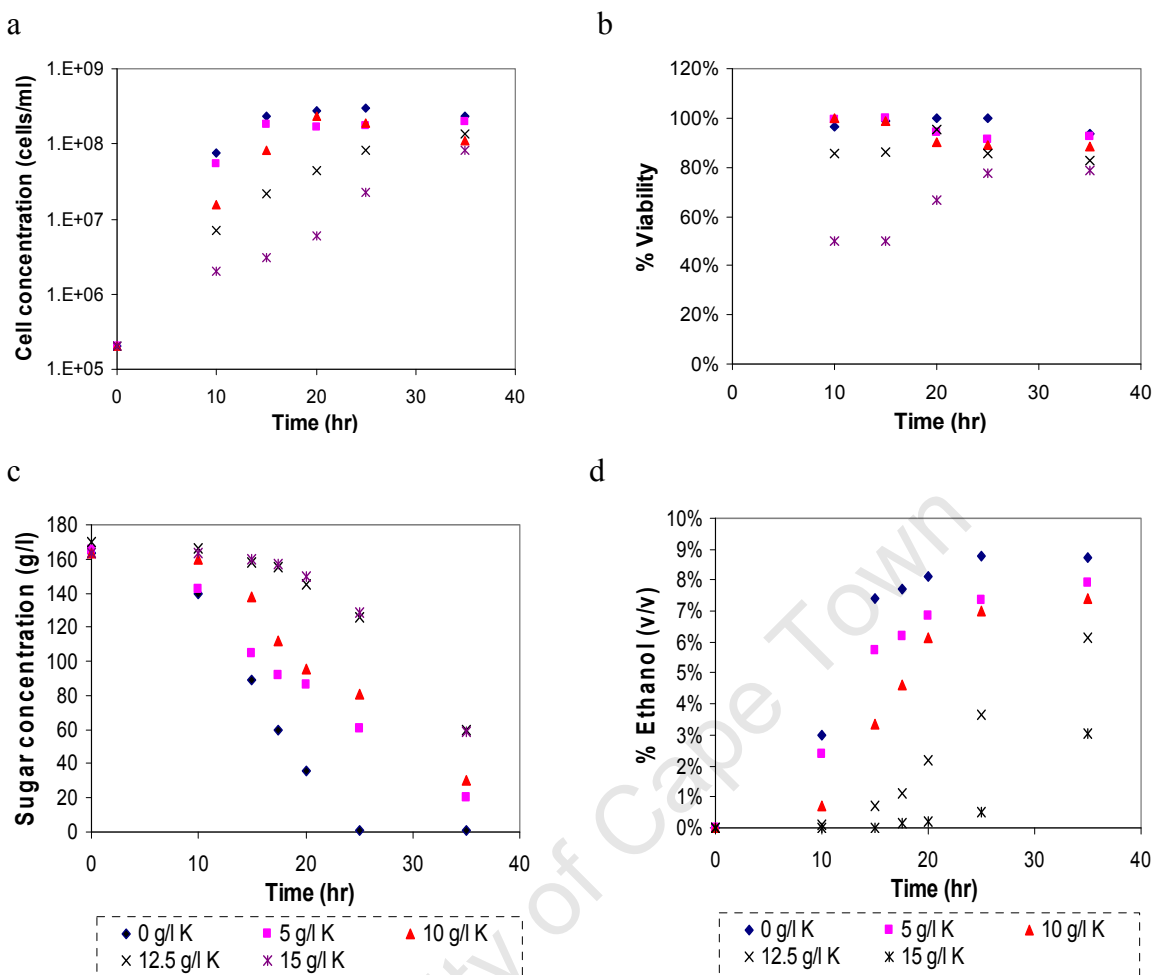 a
b
Cell concentration (cells/ml)
1.E+09
1.E+08
1.E+07
1.E+06
1.E+05
0 10 20 30 40
Time (hr)
% Viability
120%
100%
80%
60%
40%
20%
0%
0 10 20 30 40
Time (hr)
c
d
Sugar concentration (g/l)
180
160
140
120
100
80
60
40
20
0
0 10 20 30 40
Time (hr)
0 g/l K 5 g/l K 10 g/l K
12.5 g/l K 15 g/l K
% Ethanol (v/v)
10%
9%
8%
7%
6%
5%
4%
3%
2%
1%
0%
0 10 20 30 40
Time (hr)
0 g/l K 5 g/l K 10 g/l K
12.5 g/l K 15 g/l K
ity of Cape Town